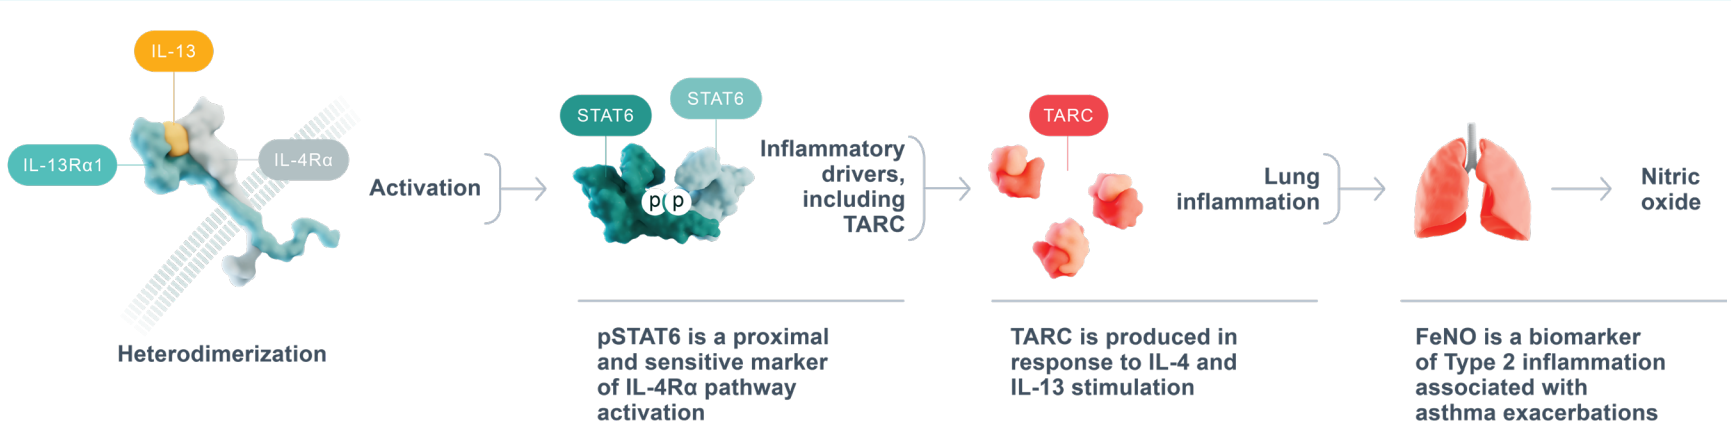 IL-13
IL-13Rα1
IL-4Rα
Heterodimerization
Activation
STAT6
STAT6
p
p
pSTAT6 is a proximal
and sensitive marker
of IL-4Rα pathway
activation
Inflammatory
drivers,
including
TARC
TARC
TARC is produced in
response to IL-4 and
IL-13 stimulation
Lung
inflammation
FeNO is a biomarker
of Type 2 inflammation
associated with
asthma exacerbations
Nitric
oxide